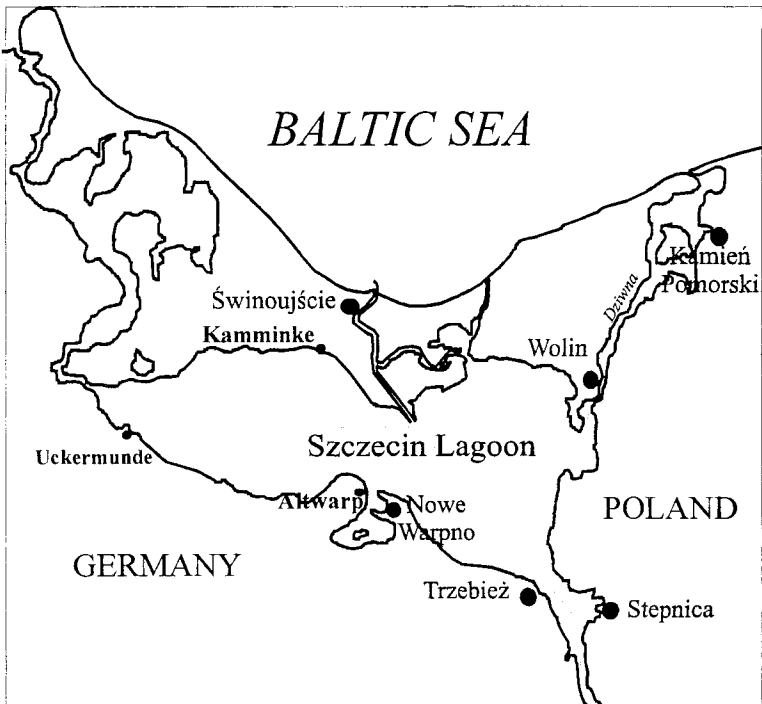 BALTIC SEA
Kamień
Pomorski
Świnoujście
Dziwna
Kamminke
Wolin
Uckermunde
Szczecin Lagoon
Altwarp
Nowe
Warpno
POLAND
GERMANY
Trzebież
Stepnica